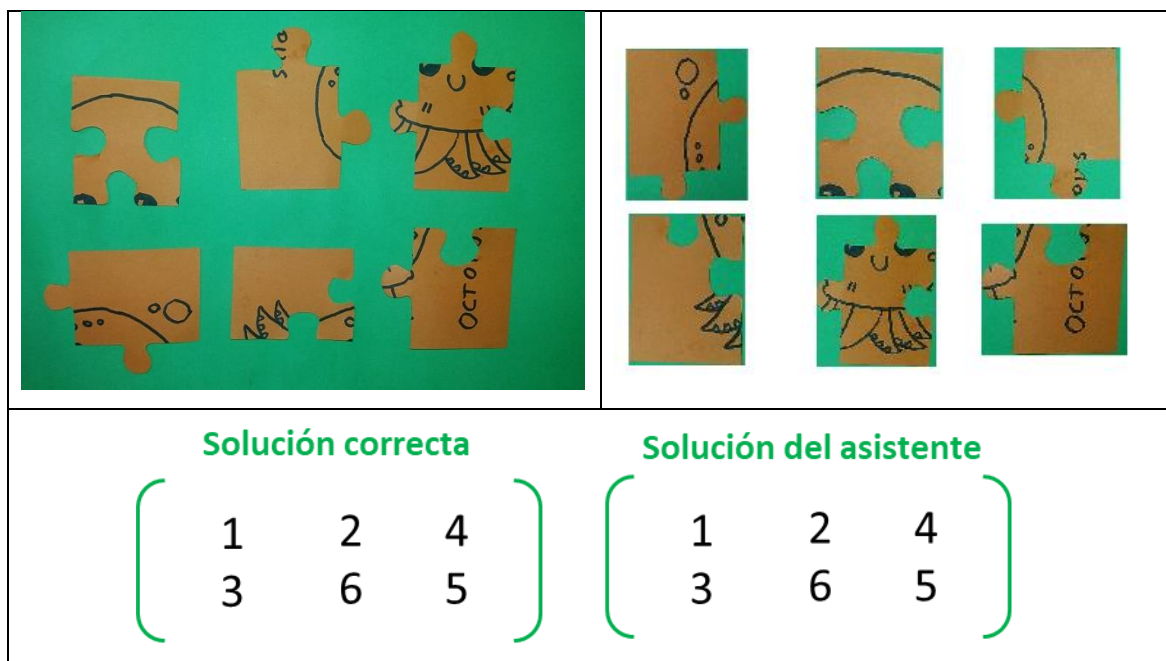 OCTO
OCTO
Solución correcta
Solución del asistente
1 2 4
3 6 5
1 2 4
3 6 5